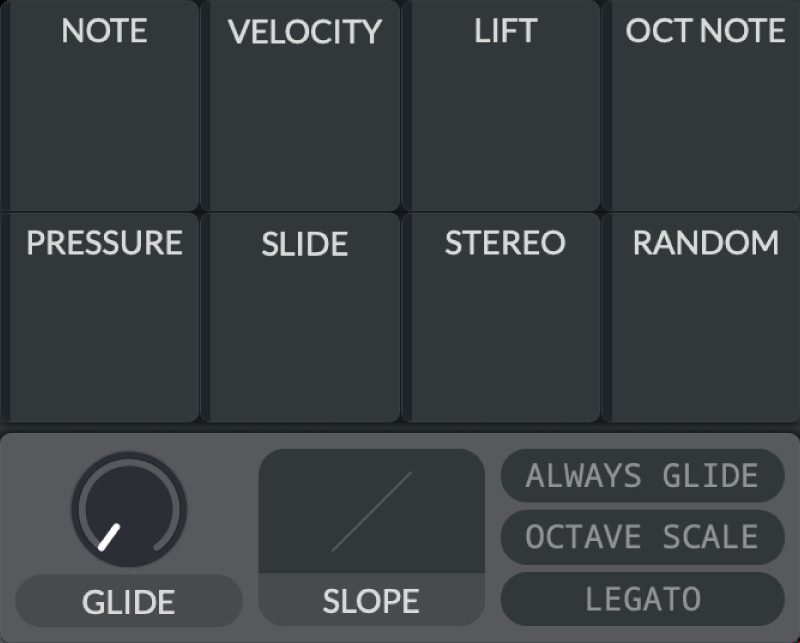 NOTE
VELOCITY
LIFT
OCT NOTE
PRESSURE
SLIDE
STEREO
RANDOM
GLIDE
SLOPE
ALWAYS GLIDE
OCTAVE SCALE
LEGATO